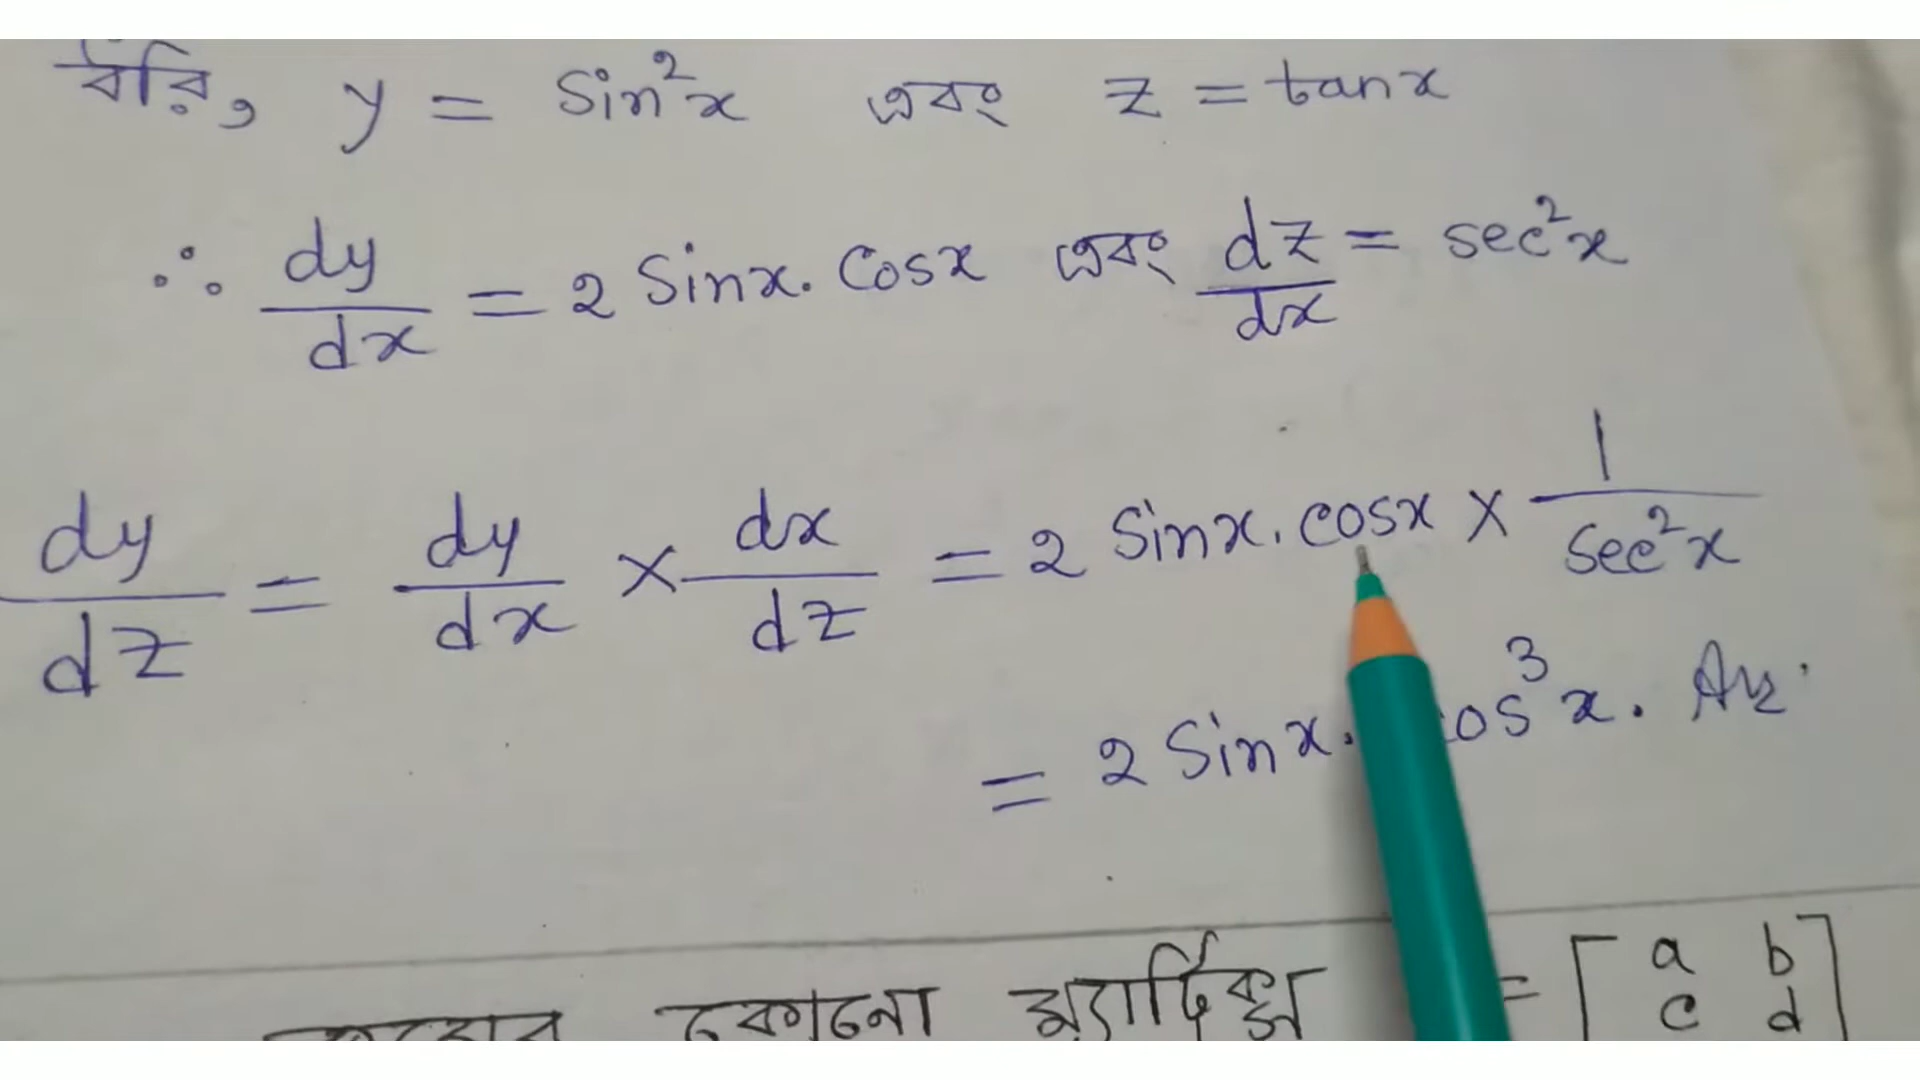 ধরি, y = Sin²x এবং z = tanx
∴ dy/dx = 2 Sinx. Cosx এবং dz/dx = sec²x
dy/dz = dy/dx × dx/dz = 2 Sinx. cosx × 1/sec²x
= 2 Sinx. cos³x. Ans.
কোনো ম্যাট্রিক্স = [a b
c d]